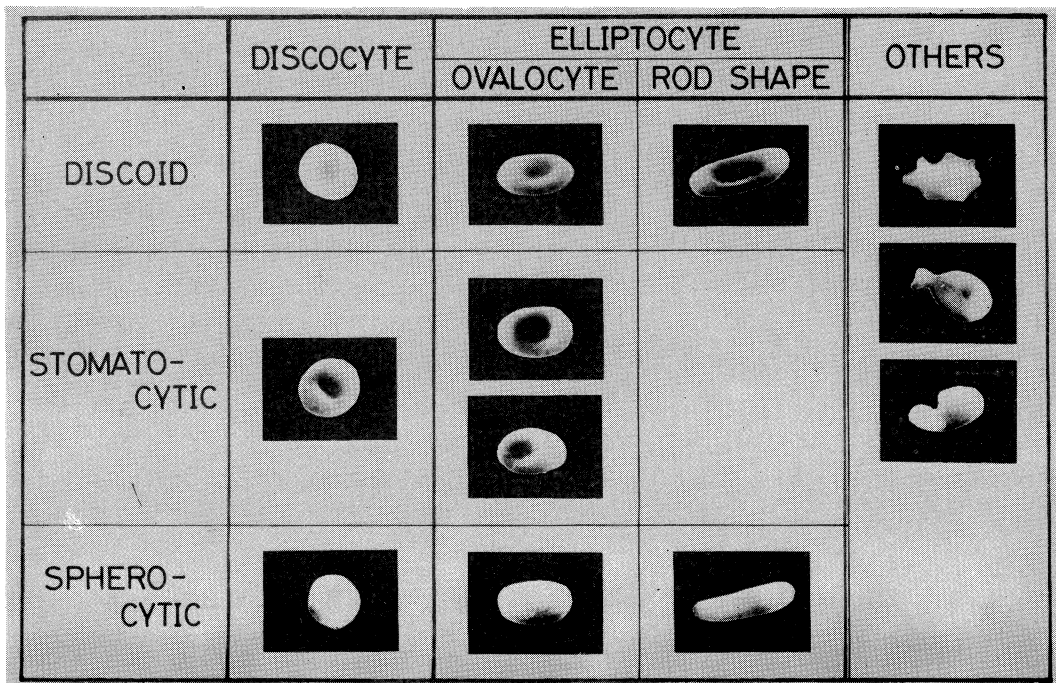 DISCOCYTE
ELLIPTOCYTE
OVALOCYTE
ROD SHAPE
OTHERS
DISCOID
STOMATO-
CYTIC
SPHERO-
CYTIC